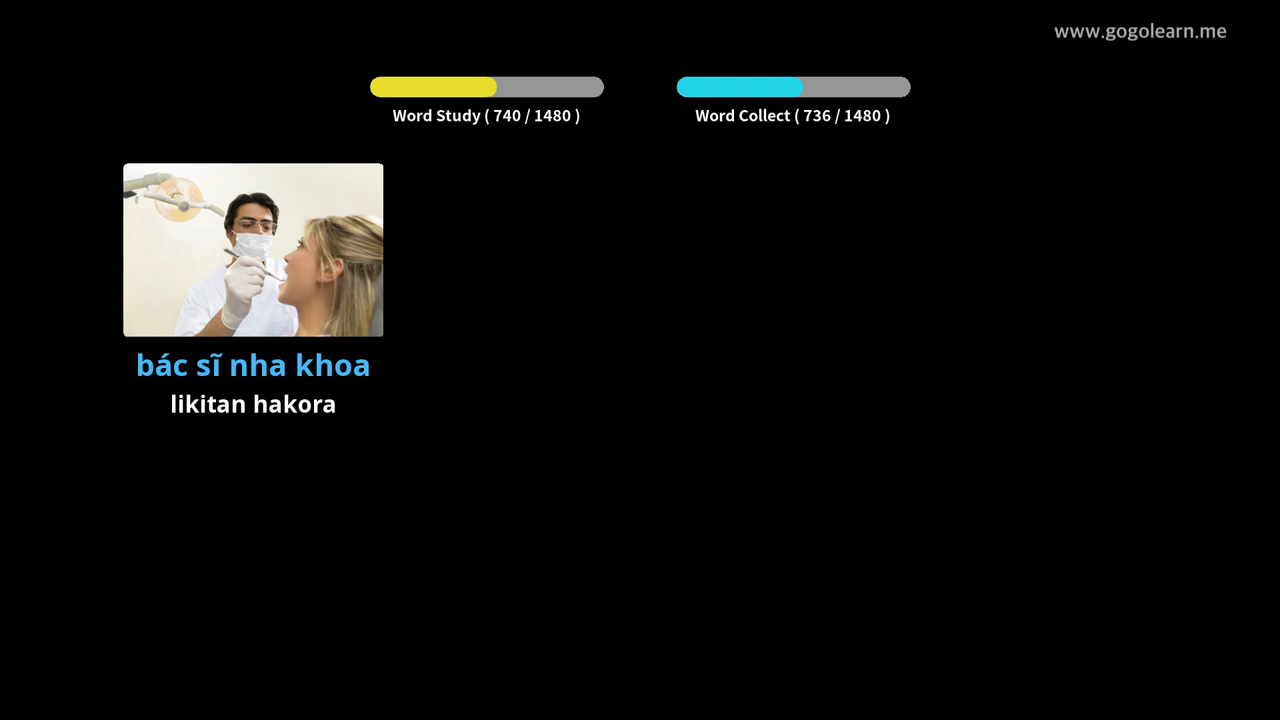 www.gogolearn.me
Word Study ( 740 / 1480 )
Word Collect ( 736 / 1480 )
bác sĩ nha khoa
likitan hakora